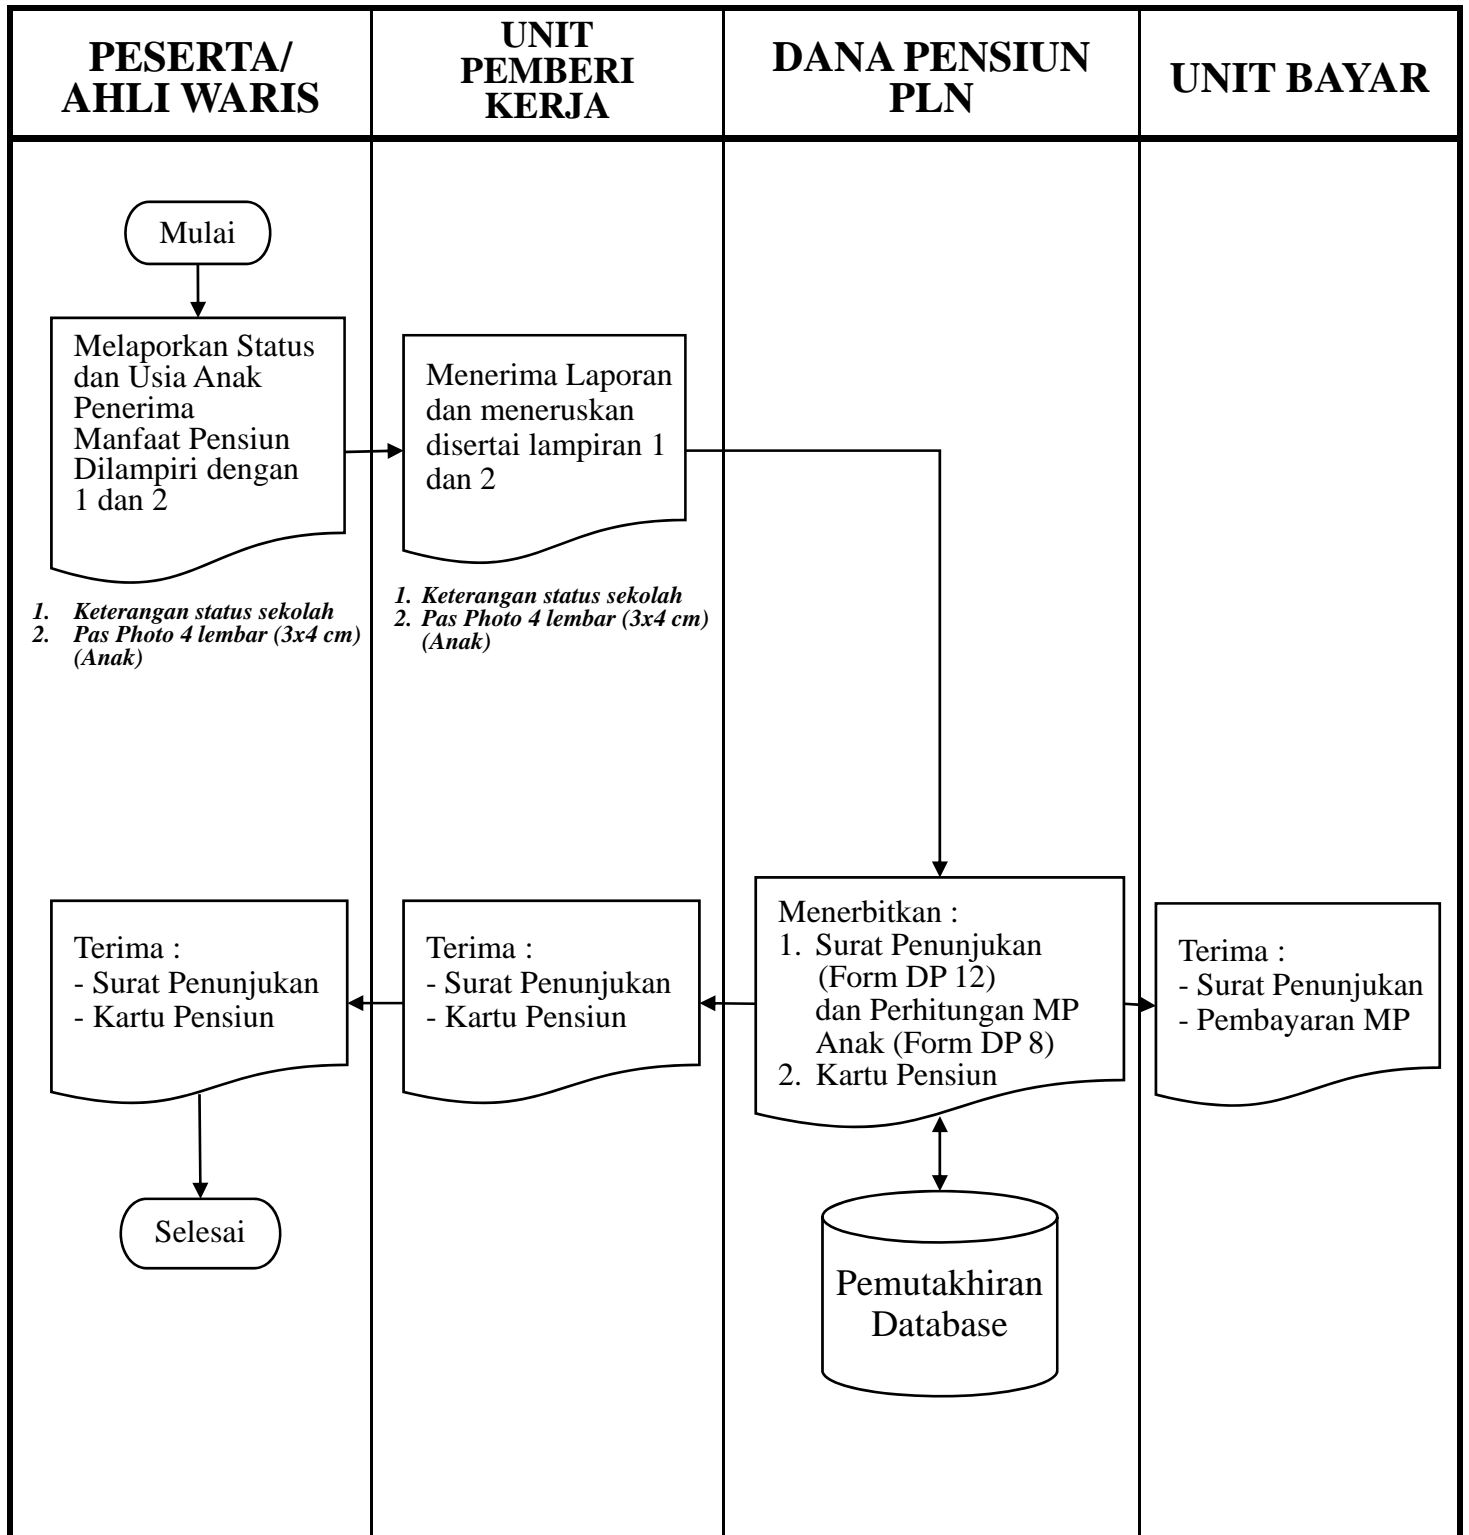 PESERTA/
AHLI WARIS
UNIT
PEMBERI
KERJA
DANA PENSIUN
PLN
UNIT BAYAR
Mulai
Melaporkan Status
dan Usia Anak
Penerima
Manfaat Pensiun
Dilampiri dengan
1 dan 2
1. Keterangan status sekolah
2. Pas Photo 4 lembar (3x4 cm)
(Anak)
Menerima Laporan
dan meneruskan
disertai lampiran 1
dan 2
1. Keterangan status sekolah
2. Pas Photo 4 lembar (3x4 cm)
(Anak)
Menerbitkan :
1. Surat Penunjukan
(Form DP 12)
dan Perhitungan MP
Anak (Form DP 8)
2. Kartu Pensiun
Terima :
- Surat Penunjukan
- Pembayaran MP
Terima :
- Surat Penunjukan
- Kartu Pensiun
Terima :
- Surat Penunjukan
- Kartu Pensiun
Selesai
Pemutakhiran
Database